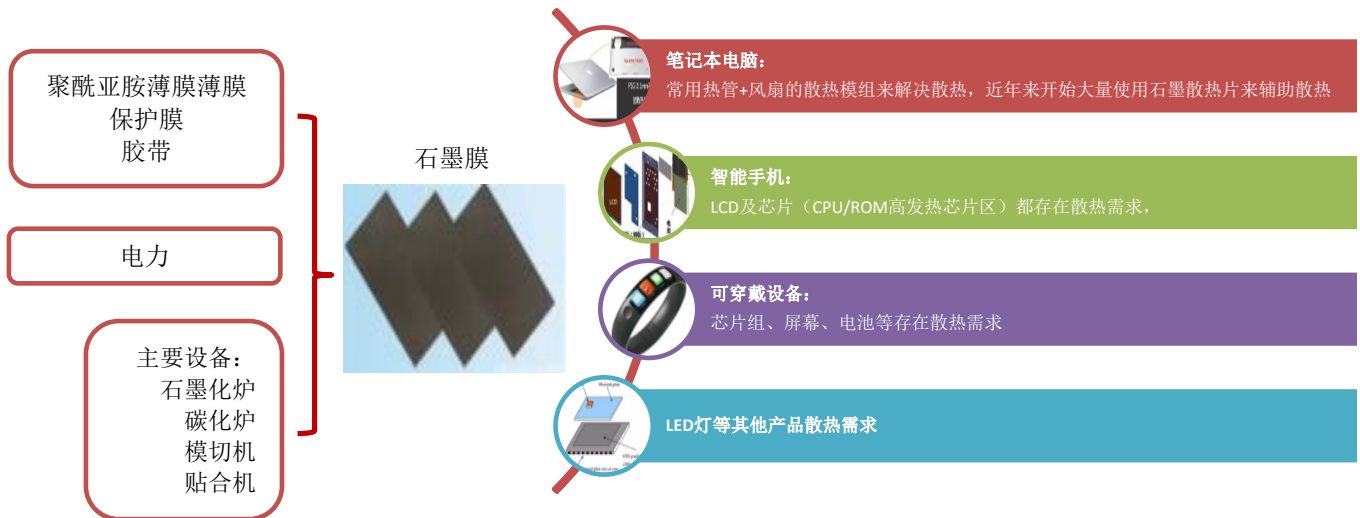 聚酰亚胺薄膜薄膜
保护膜
胶带
电力
主要设备：
石墨化炉
碳化炉
模切机
贴合机
石墨膜
笔记本电脑：
常用热管+风扇的散热模组来解决散热，近年来开始大量使用石墨散热片来辅助散热
智能手机：
LCD及芯片（CPU/ROM高发热芯片区）都存在散热需求，
可穿戴设备：
芯片组、屏幕、电池等存在散热需求
LED灯等其他产品散热需求
LCD